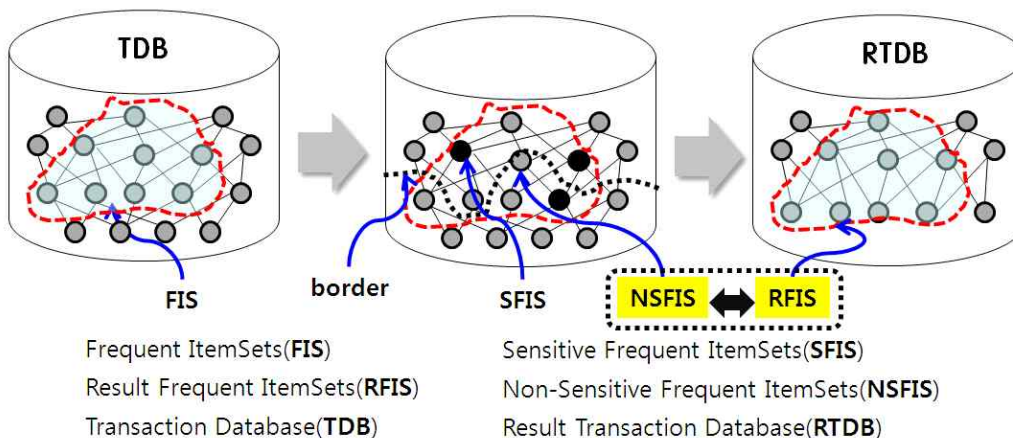 TDB
RTDB
FIS
border
SFIS
NSFIS
RFIS
Frequent ItemSets(FIS)
Result Frequent ItemSets(RFIS)
Transaction Database(TDB)
Sensitive Frequent ItemSets(SFIS)
Non-Sensitive Frequent ItemSets(NSFIS)
Result Transaction Database(RTDB)